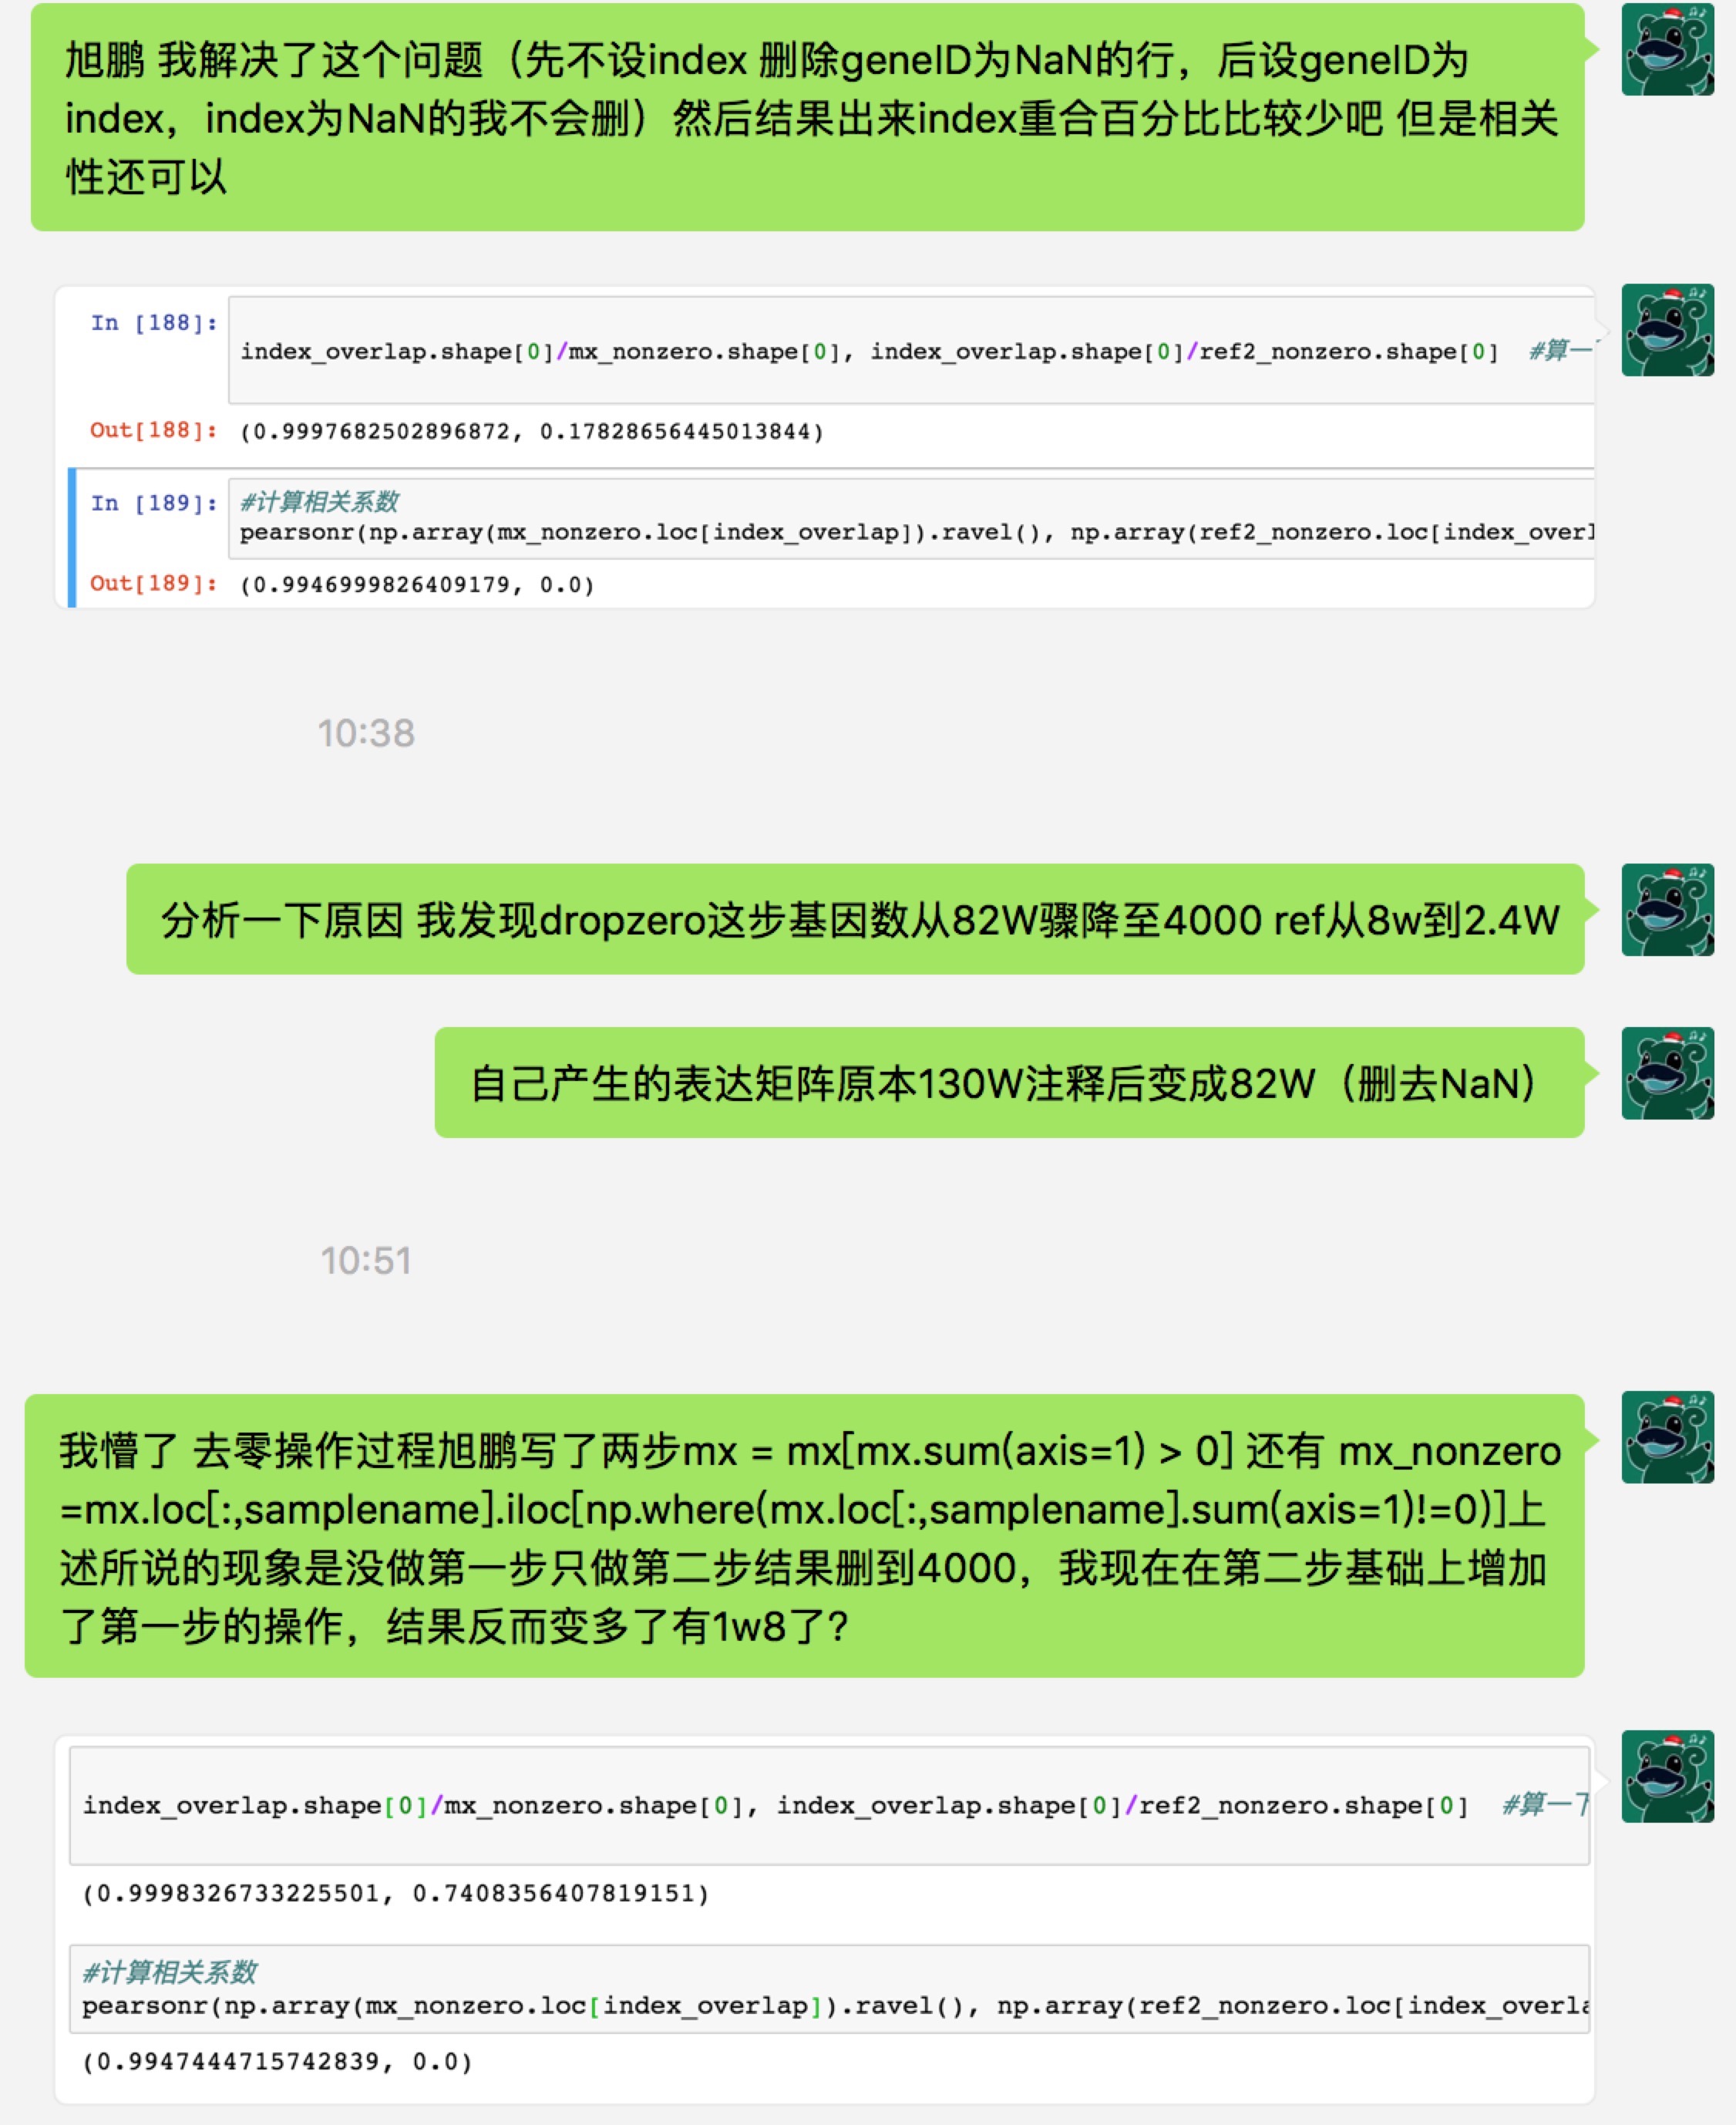 旭鹏 我解决了这个问题（先不设index 删除geneID为NaN的行，后设geneID为
index，index为NaN的我不会删）然后结果出来index重合百分比比较少吧 但是相关
性还可以
In [188]:
index_overlap.shape[0]/mx_nonzero.shape[0], index_overlap.shape[0]/ref2_nonzero.shape[0]  #算一
Out[188]: (0.9997682502896872, 0.17828656445013844)
In [189]: #计算相关系数
pearsonr(np.array(mx_nonzero.loc[index_overlap]).ravel(), np.array(ref2_nonzero.loc[index_overl
Out[189]: (0.9946999826409179, 0.0)
10:38
分析一下原因 我发现dropzero这步基因数从82W骤降至4000 ref从8w到2.4W
自己产生的表达矩阵原本130W注释后变成82W（删去NaN）
10:51
我懵了 去零操作过程旭鹏写了两步mx = mx[mx.sum(axis=1) > 0] 还有 mx_nonzero
=mx.loc[:,samplename].iloc[np.where(mx.loc[:,samplename].sum(axis=1)!=0)]上
述所说的现象是没做第一步只做第二步结果删到4000，我现在在第二步基础上增加
了第一步的操作，结果反而变多了有1w8了？
index_overlap.shape[0]/mx_nonzero.shape[0], index_overlap.shape[0]/ref2_nonzero.shape[0]  #算一下
(0.9998326733225501, 0.7408356407819151)
#计算相关系数
pearsonr(np.array(mx_nonzero.loc[index_overlap]).ravel(), np.array(ref2_nonzero.loc[index_overla
(0.9947444715742839, 0.0)